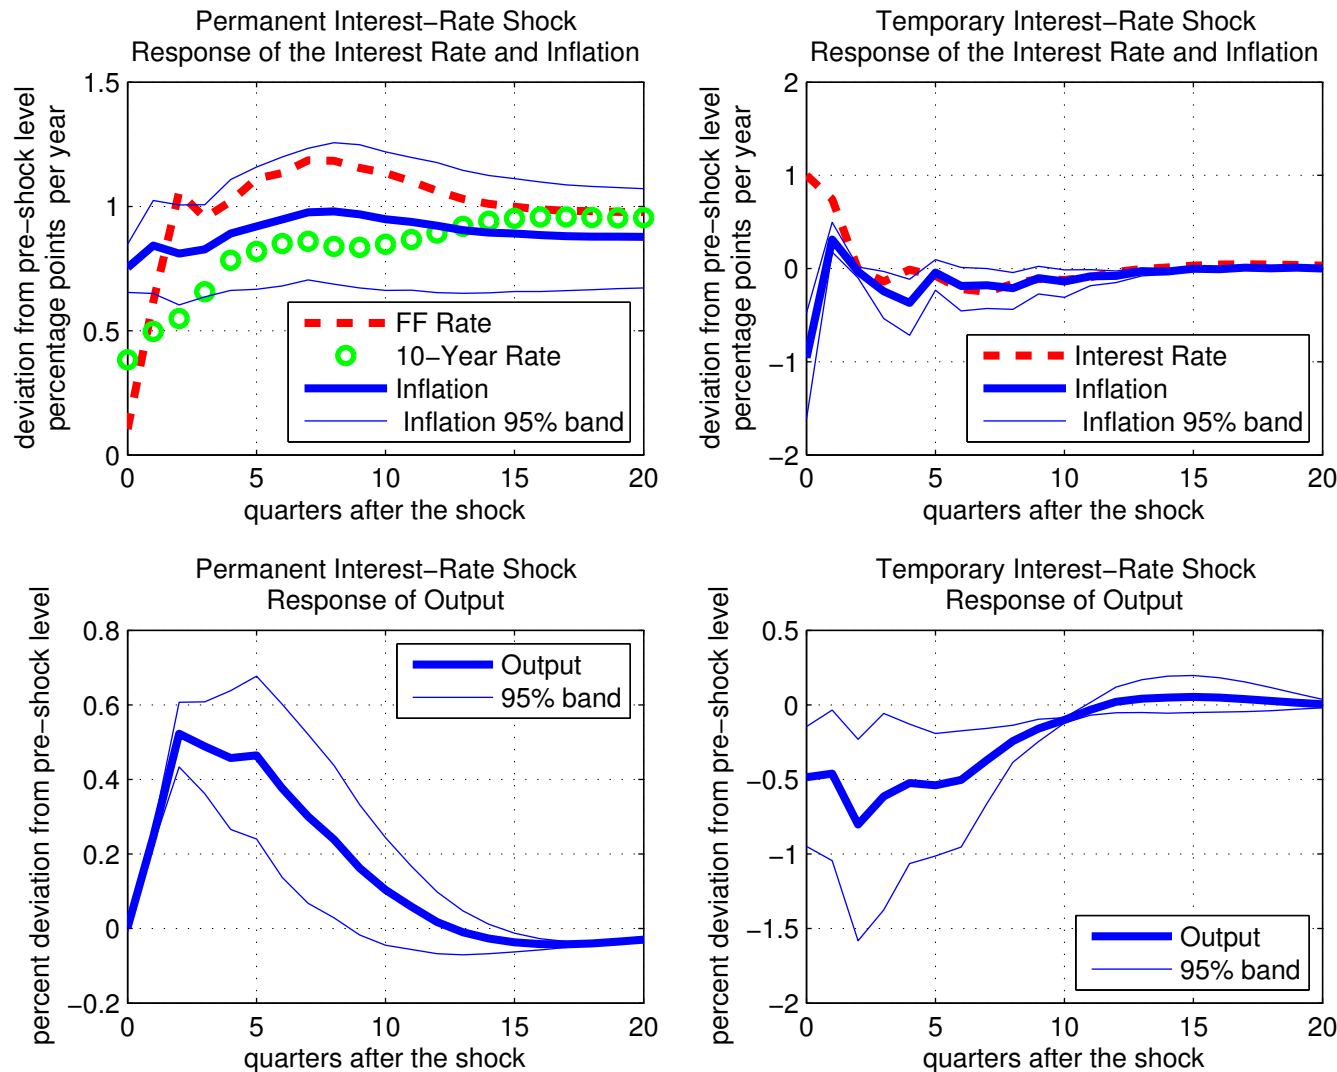 Permanent Interest−Rate Shock
Response of the Interest Rate and Inflation
deviation from pre−shock level
percentage points per year
1.5
1
0.5
0
FF Rate
10−Year Rate
Inflation
Inflation 95% band
0 5 10 15 20
quarters after the shock
Temporary Interest−Rate Shock
Response of the Interest Rate and Inflation
deviation from pre−shock level
percentage points per year
2
1
0
−1
−2
Interest Rate
Inflation
Inflation 95% band
0 5 10 15 20
quarters after the shock
Permanent Interest−Rate Shock
Response of Output
percent deviation from pre−shock level
0.8
0.6
0.4
0.2
0
−0.2
Output
95% band
0 5 10 15 20
quarters after the shock
Temporary Interest−Rate Shock
Response of Output
percent deviation from pre−shock level
0.5
0
−0.5
−1
−1.5
−2
Output
95% band
0 5 10 15 20
quarters after the shock